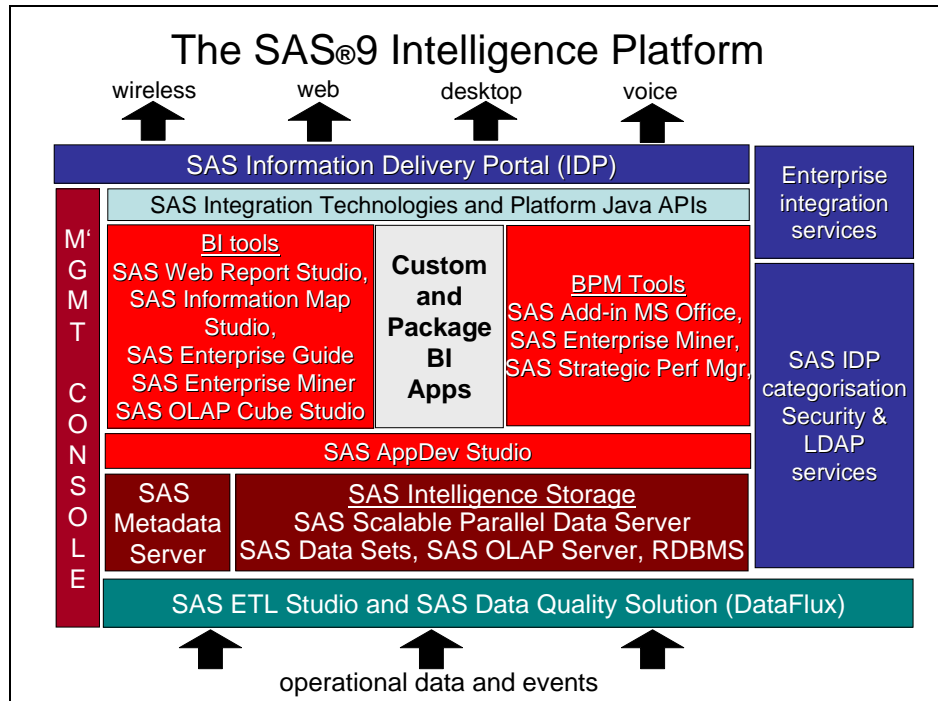 The SAS®9 Intelligence Platform
wireless
web
desktop
voice
SAS Information Delivery Portal (IDP)
Enterprise
integration
services
SAS Integration Technologies and Platform Java APIs
M‘
G
M
T
C
O
N
S
O
L
E
BI tools
SAS Web Report Studio,
SAS Information Map
Studio,
SAS Enterprise Guide
SAS Enterprise Miner
SAS OLAP Cube Studio
Custom
and
Package
BI
Apps
BPM Tools
SAS Add-in MS Office,
SAS Enterprise Miner,
SAS Strategic Perf Mgr,
SAS IDP
categorisation
Security &
LDAP
services
SAS AppDev Studio
SAS
Metadata
Server
SAS Intelligence Storage
SAS Scalable Parallel Data Server
SAS Data Sets, SAS OLAP Server, RDBMS
SAS ETL Studio and SAS Data Quality Solution (DataFlux)
operational data and events